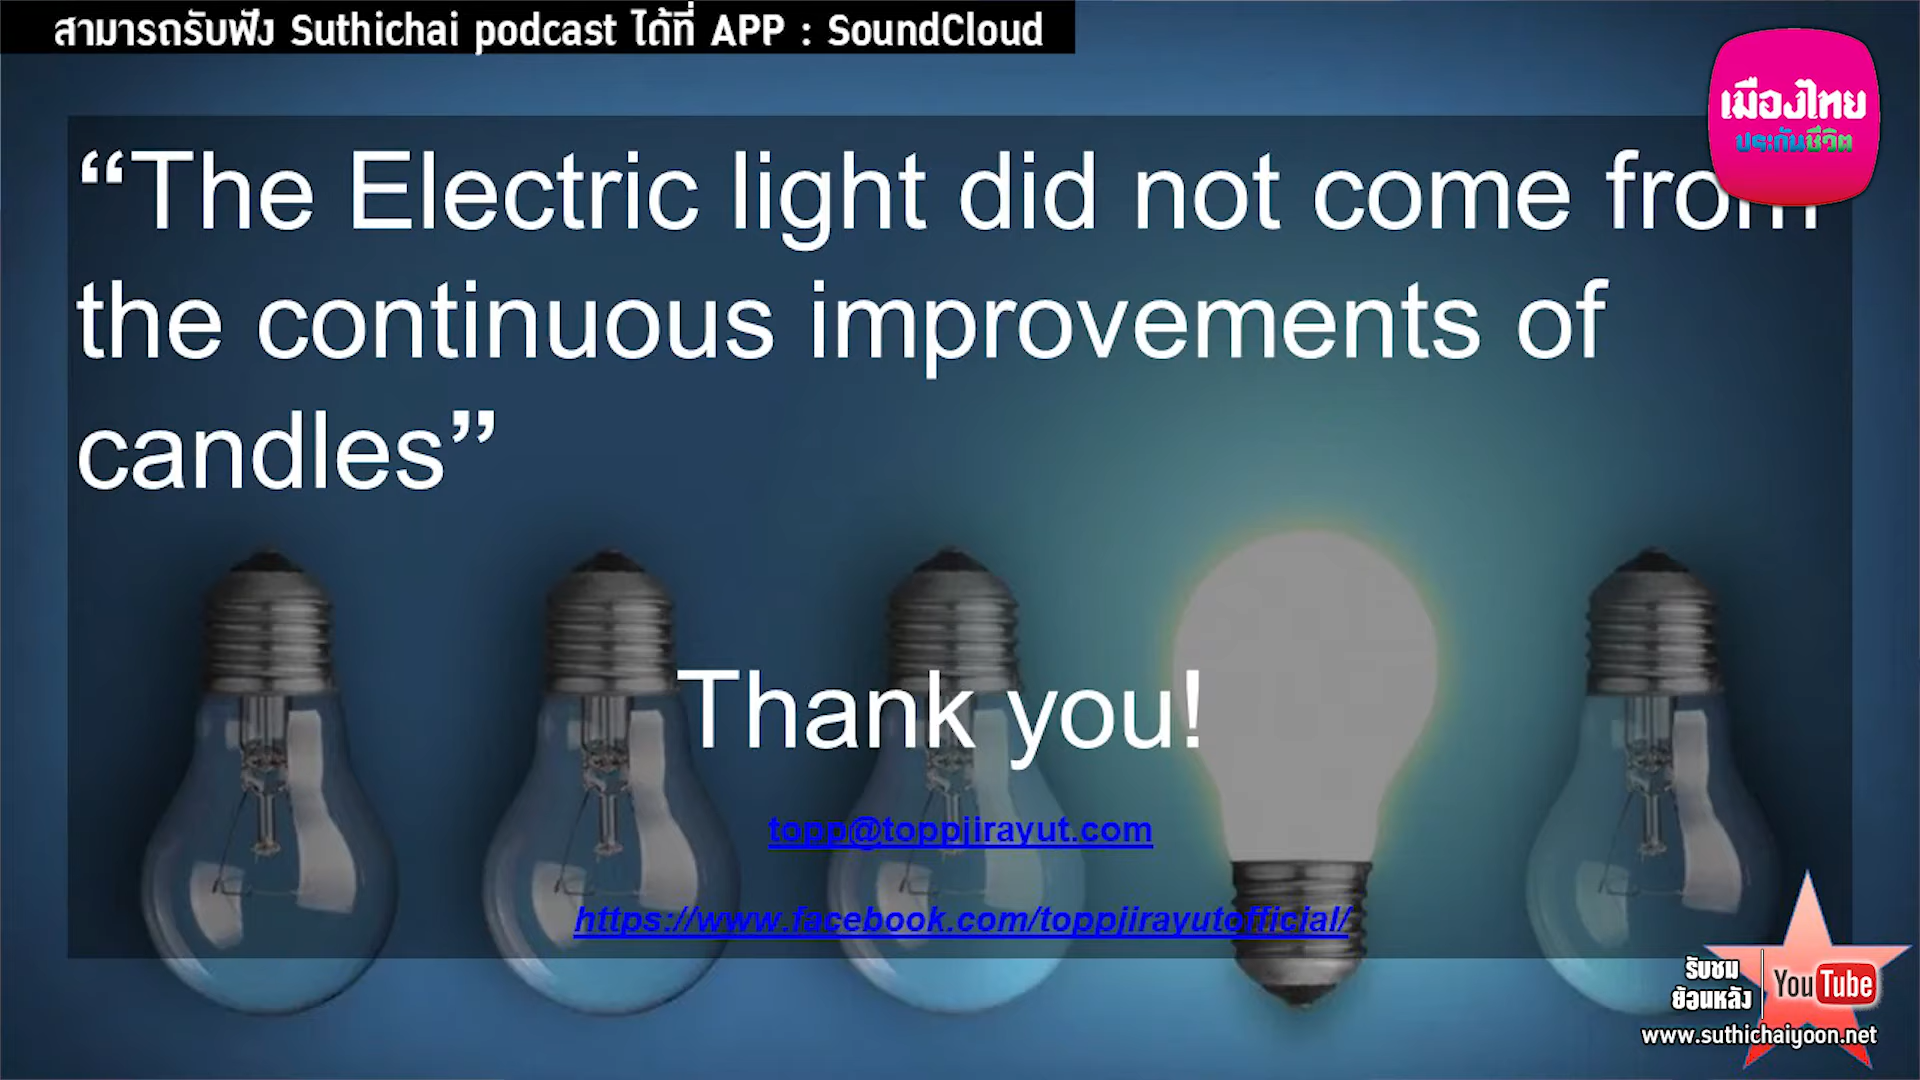 สามารถรับฟัง Suthichai podcast ได้ที่ APP : SoundCloud
เมืองไทย
ประกันชีวิต
“The Electric light did not come from
the continuous improvements of
candles”
Thank you!
topp@toppjirayut.com
https://www.facebook.com/toppjirayutofficial/
รับชม
ย้อนหลัง
YouTube
www.suthichaiyoon.net